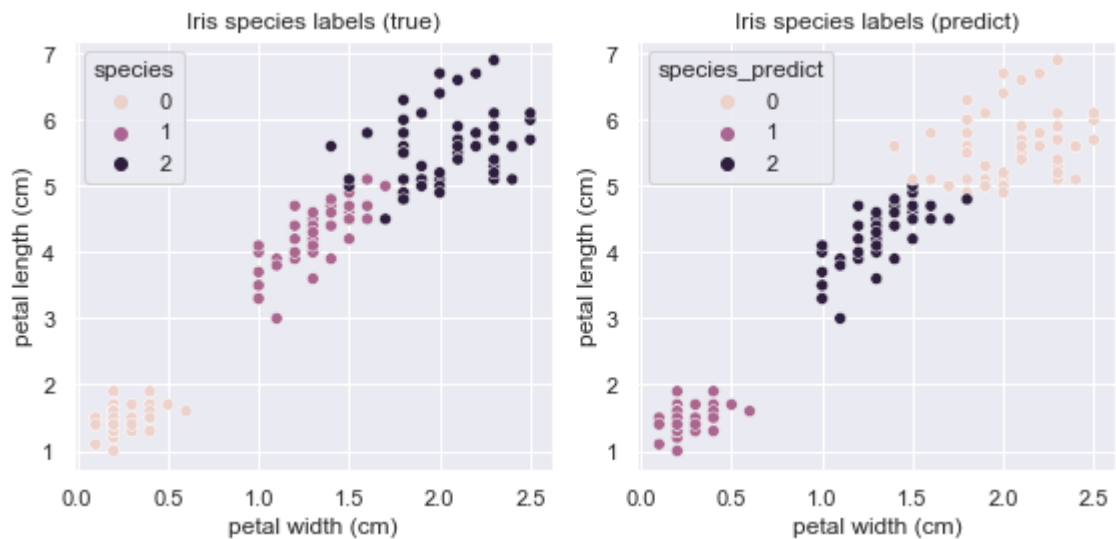 Iris species labels (true)
7
6
5
4
3
2
1
petal length (cm)
species
0
1
2
0.0 0.5 1.0 1.5 2.0 2.5
petal width (cm)
Iris species labels (predict)
7
6
5
4
3
2
1
petal length (cm)
species_predict
0
1
2
0.0 0.5 1.0 1.5 2.0 2.5
petal width (cm)